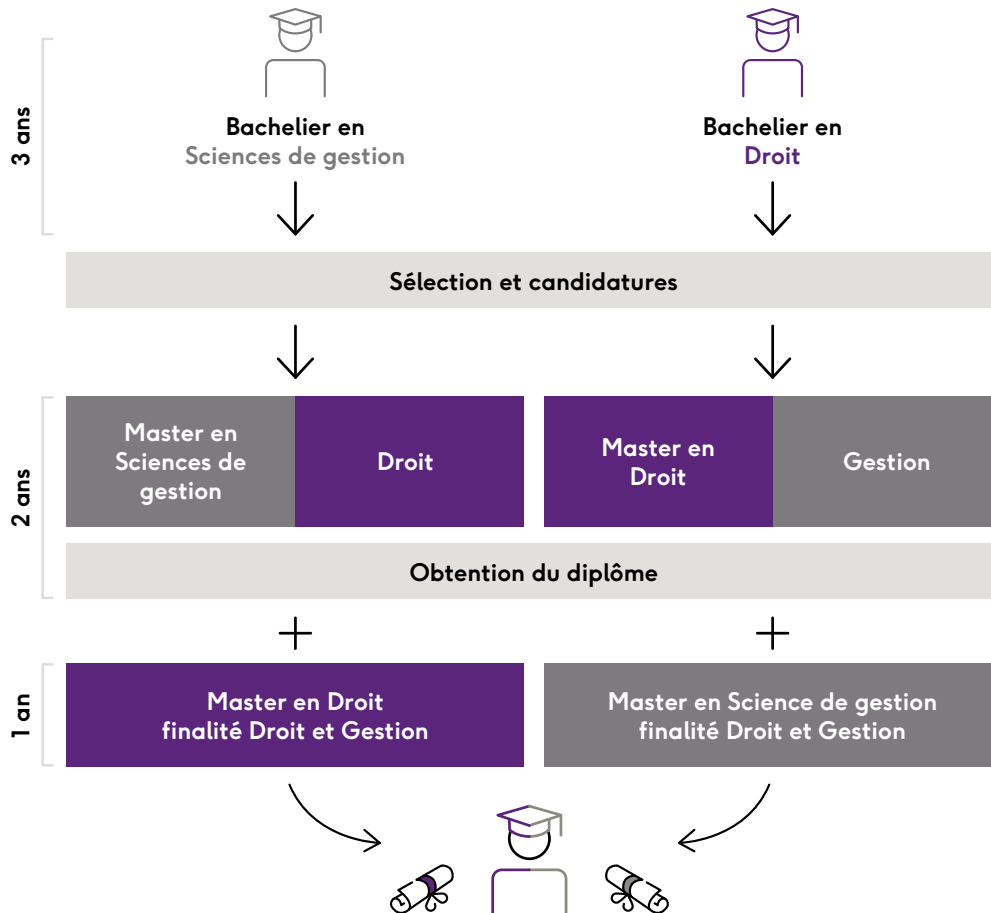 3 ans
Bachelier en
Sciences de gestion
Bachelier en
Droit
Sélection et candidatures
2 ans
Master en
Sciences de
gestion
Droit
Master en
Droit
Gestion
Obtention du diplôme
1 an
Master en Droit
finalité Droit et Gestion
Master en Science de gestion
finalité Droit et Gestion